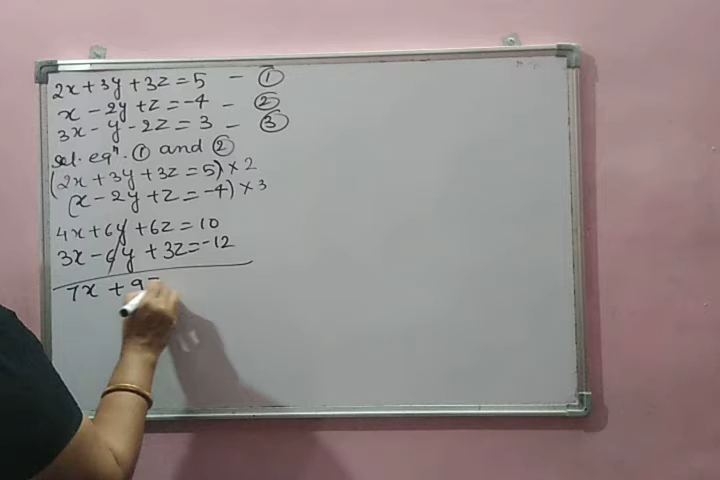 2x + 3y + 3z = 5 - ①
x - 2y + z = -4 - ②
3x - y - 2z = 3 - ③
sol. eqⁿ. ① and ②
(2x + 3y + 3z = 5) × 2
(x - 2y + z = -4) × 3
4x + 6y + 6z = 10
3x - 6y + 3z = -12
7x + 9z